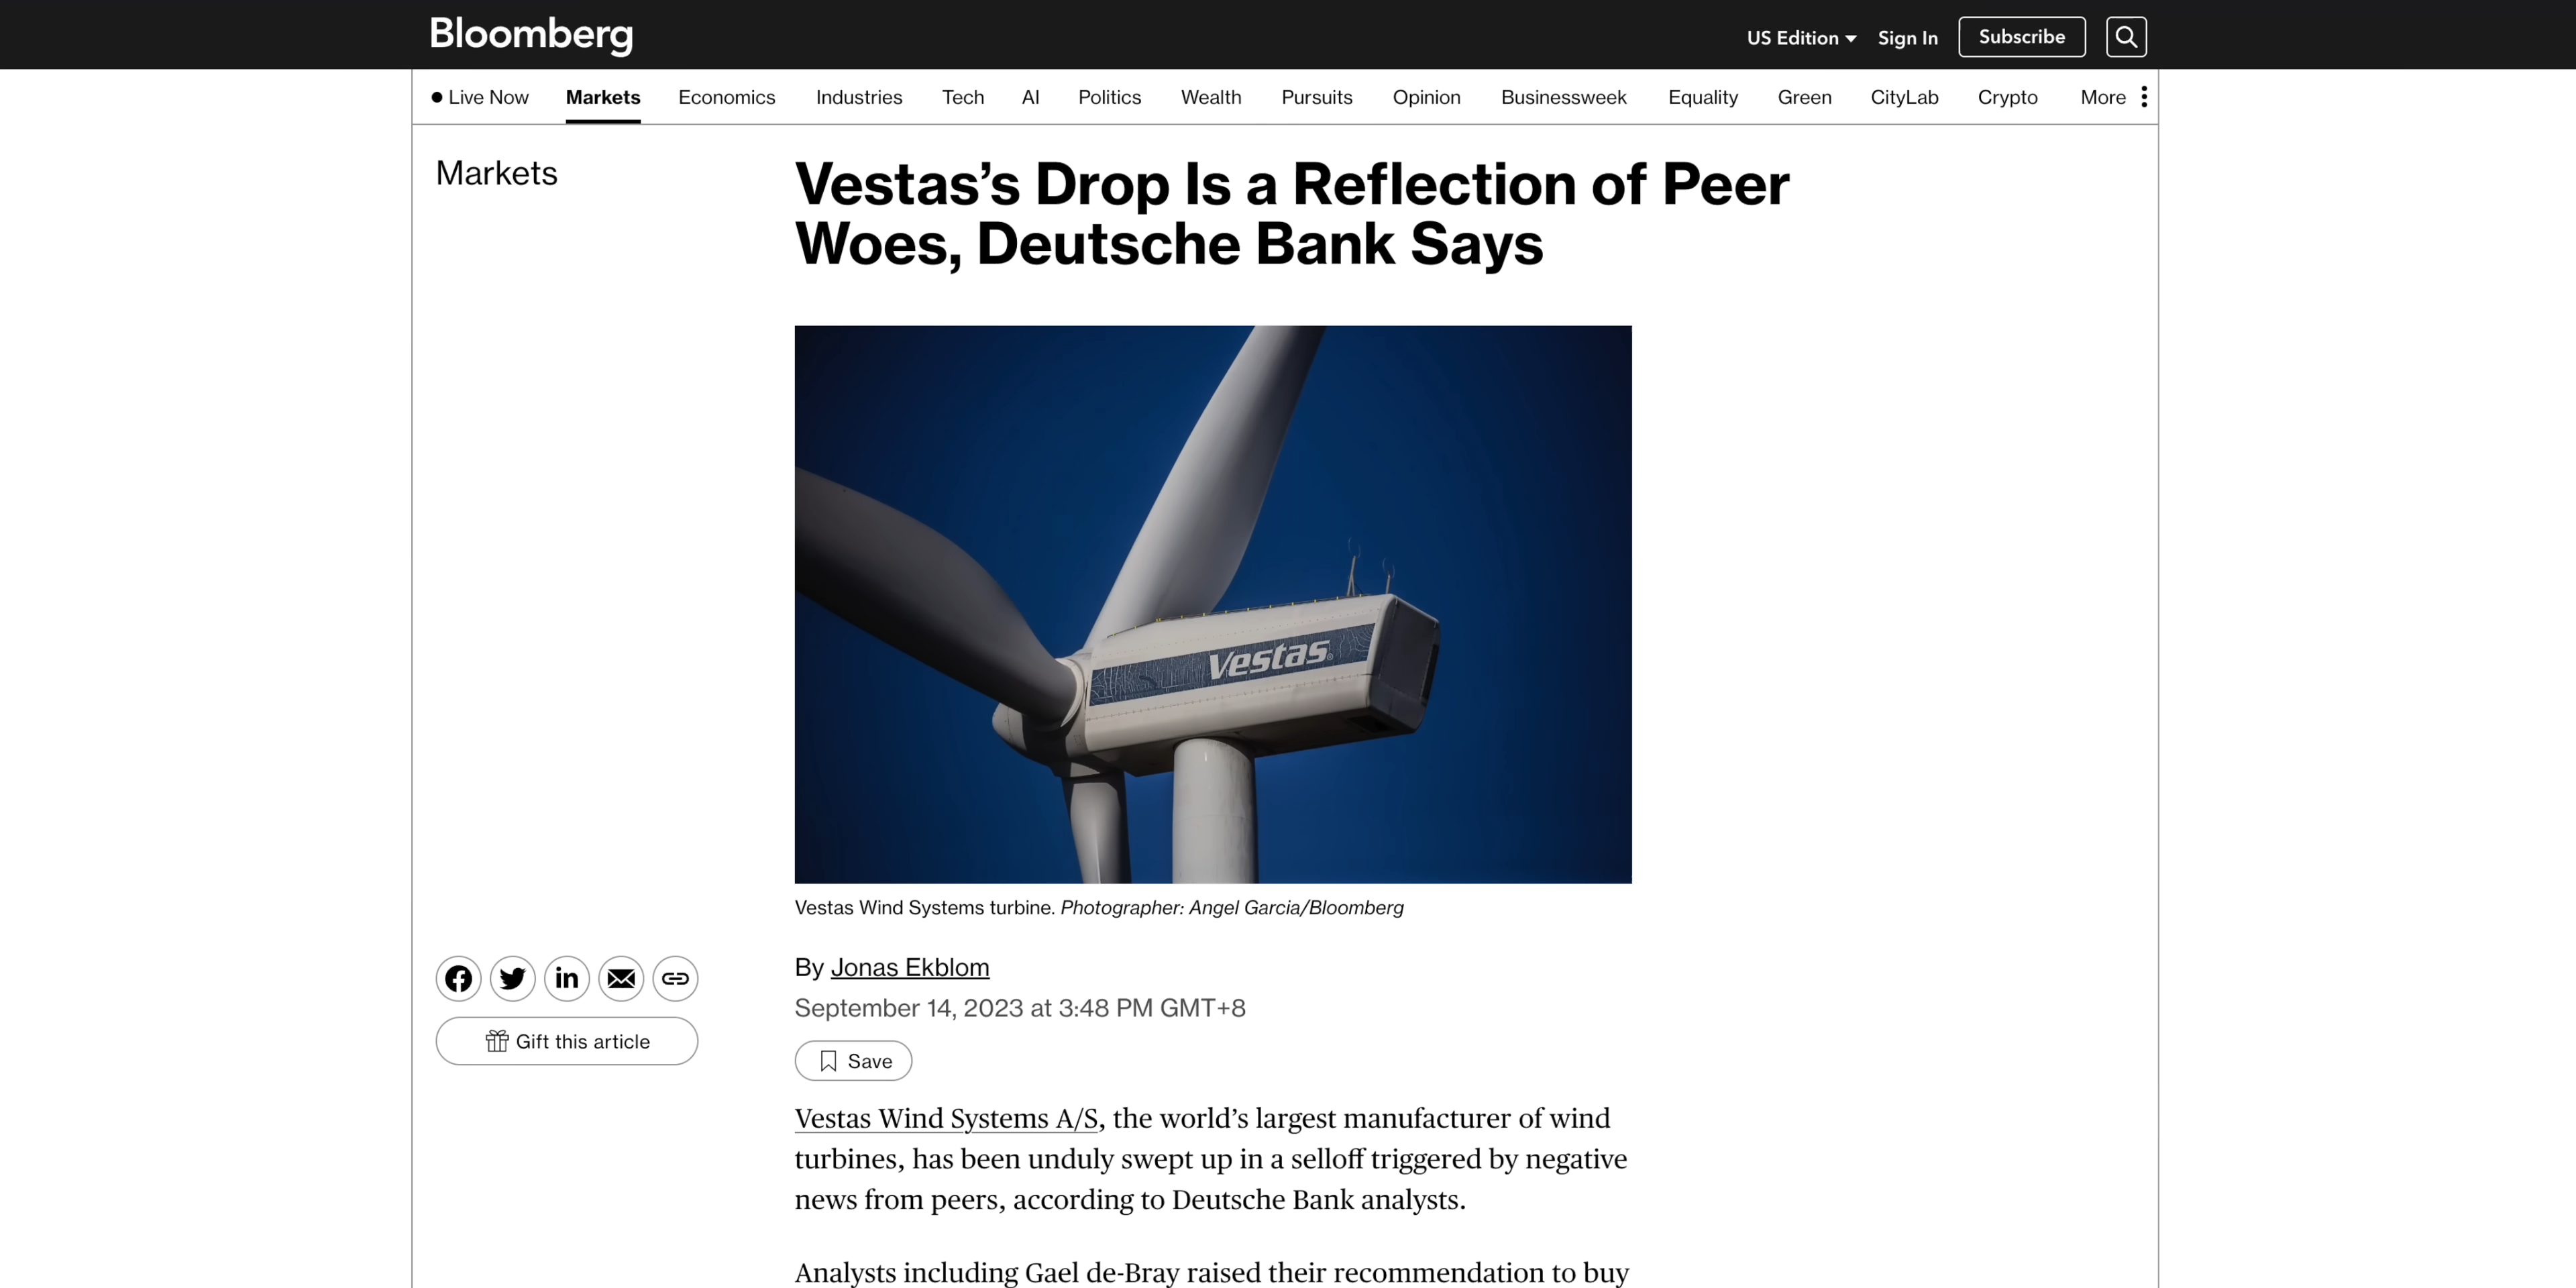 Bloomberg
US Edition
Sign In
Subscribe
Live Now
Markets
Economics
Industries
Tech
AI
Politics
Wealth
Pursuits
Opinion
Businessweek
Equality
Green
CityLab
Crypto
More
Markets
Vestas’s Drop Is a Reflection of Peer
Woes, Deutsche Bank Says
Vestas
Vestas Wind Systems turbine. Photographer: Angel Garcia/Bloomberg
By Jonas Ekblom
September 14, 2023 at 3:48 PM GMT+8
Gift this article
Save
Vestas Wind Systems A/S, the world’s largest manufacturer of wind
turbines, has been unduly swept up in a selloff triggered by negative
news from peers, according to Deutsche Bank analysts.
Analysts including Gael de-Bray raised their recommendation to buy